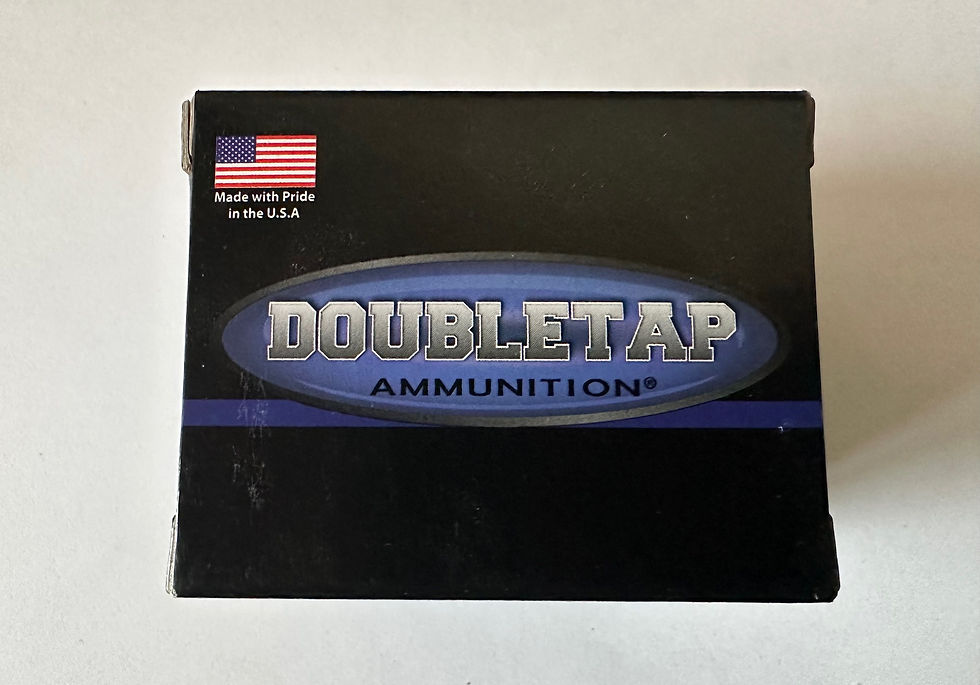 Made with Pride
in the U.S.A
DOUBLETAP
AMMUNITION®